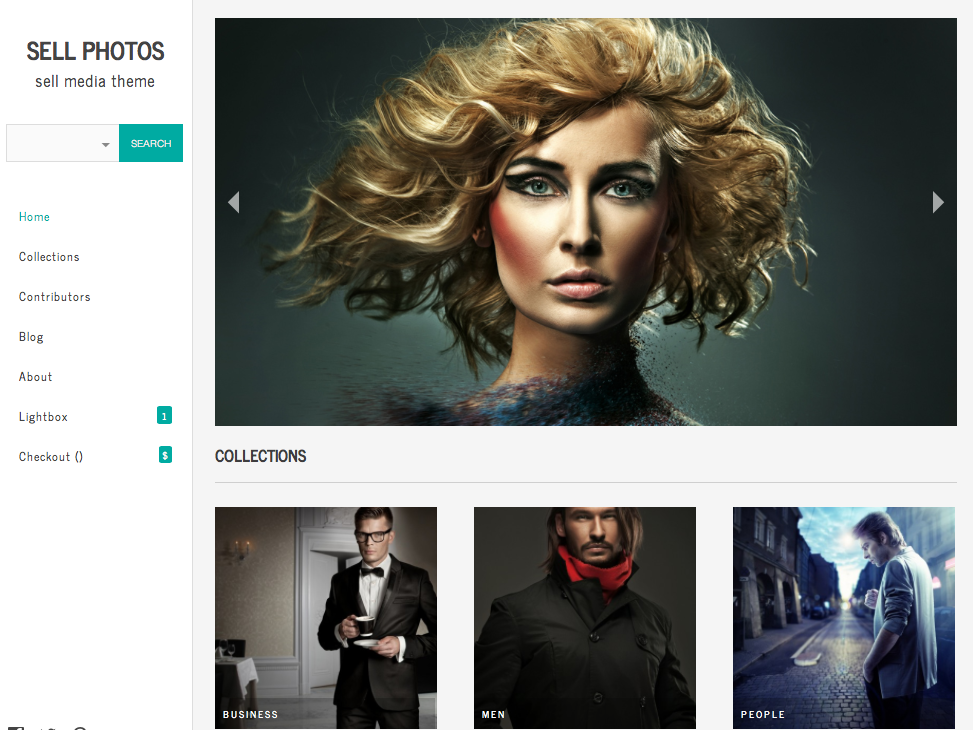 SELL PHOTOS
sell media theme
SEARCH
Home
Collections
Contributors
Blog
About
Lightbox 1
Checkout () $
COLLECTIONS
BUSINESS
MEN
PEOPLE